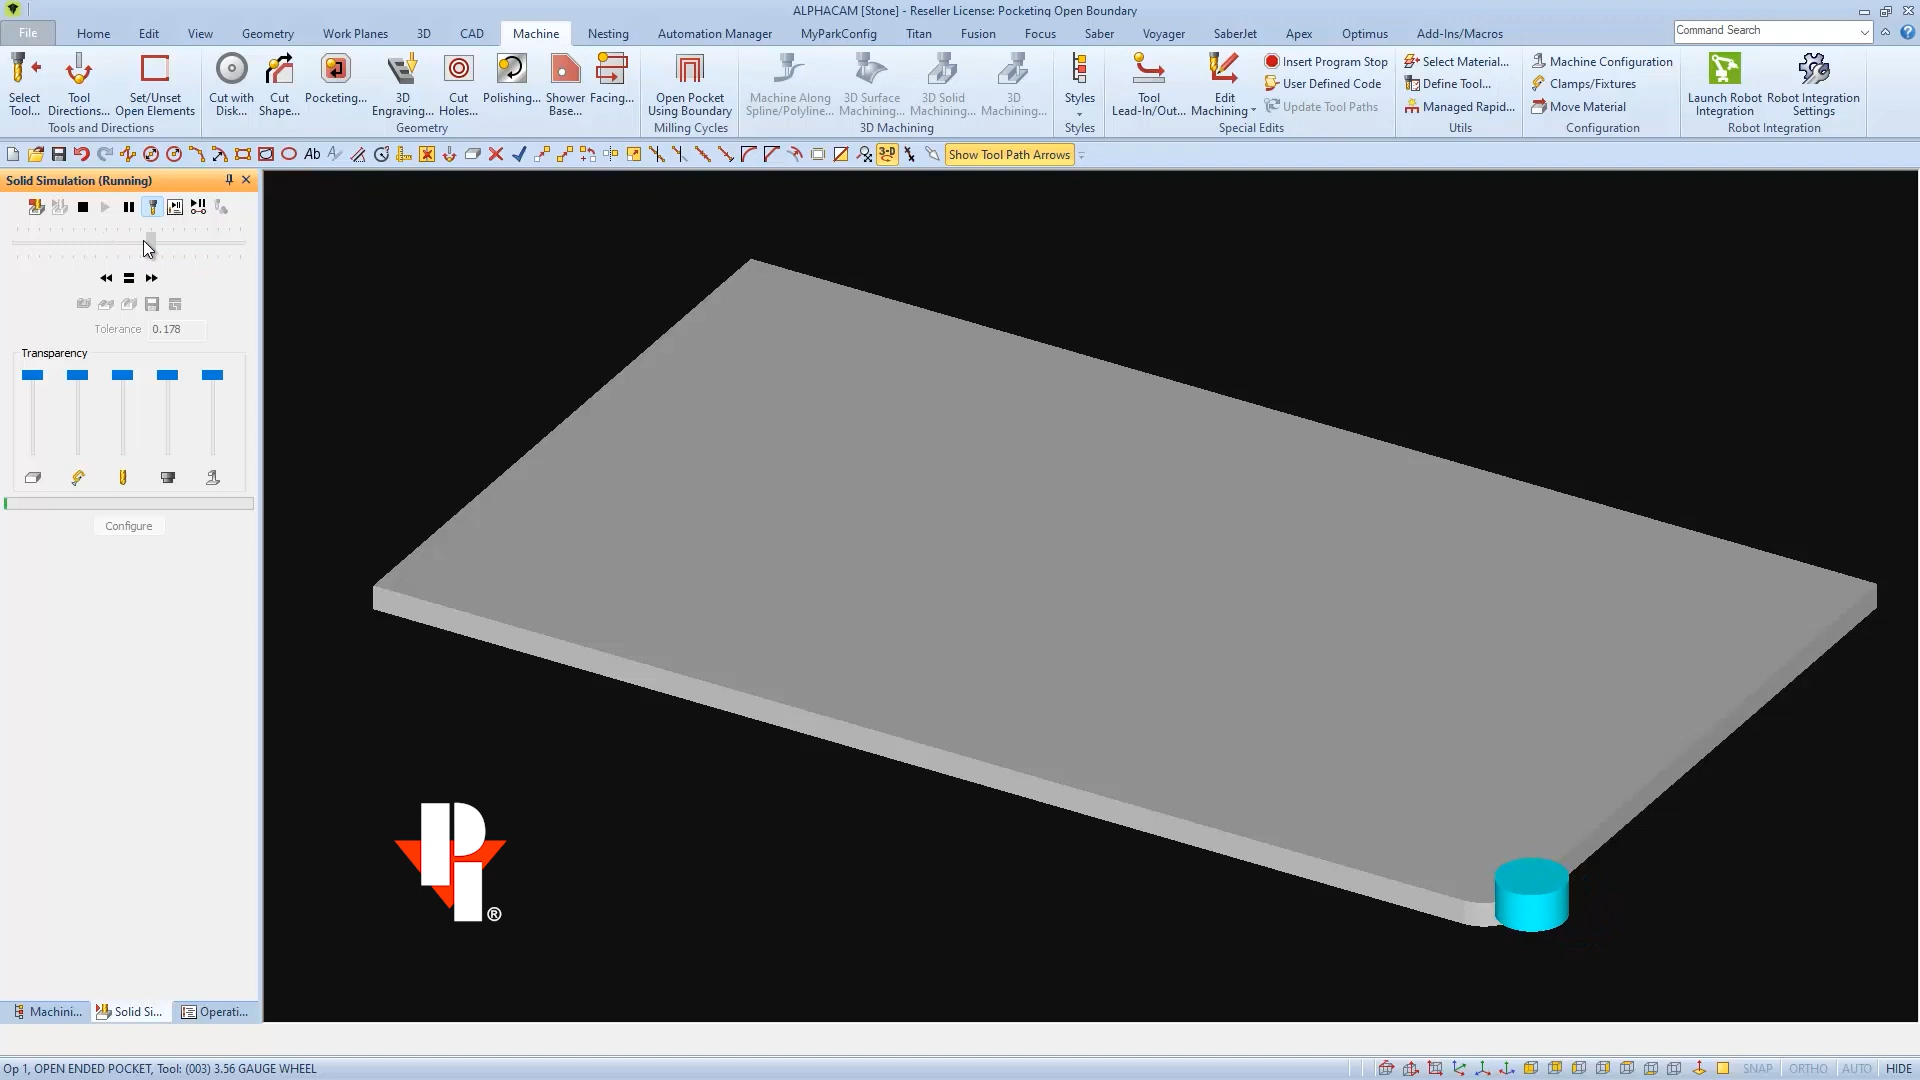 ALPHACAM [Stone] - Reseller License: Pocketing Open Boundary
File Home Edit View Geometry Work Planes 3D CAD Machine Nesting Automation Manager MyParkConfig Titan Fusion Focus Saber Voyager SaberJet Apex Optimus Add-Ins/Macros Command Search
Select Tool... Tool Directions... Set/Unset Open Elements
Tools and Directions
Cut with Disk... Cut Shape... Pocketing... 3D Engraving... Cut Holes... Polishing... Shower Base... Facing...
Geometry
Open Pocket Using Boundary
Milling Cycles
Machine Along Spline/Polyline... 3D Surface Machining... 3D Solid Machining... 3D Machining...
3D Machining
Styles
Styles
Tool Lead-In/Out... Edit Machining
Insert Program Stop
User Defined Code
Update Tool Paths
Special Edits
Select Material...
Define Tool...
Managed Rapid...
Utils
Machine Configuration
Clamps/Fixtures
Move Material
Configuration
Launch Robot Integration Robot Integration Settings
Robot Integration
Ab 3-D Show Tool Path Arrows
Solid Simulation (Running)
Tolerance 0.178
Transparency
Configure
PI ®
Machini... Solid Si... Operati...
Op 1, OPEN ENDED POCKET, Tool: (003) 3.56 GAUGE WHEEL
SNAP ORTHO AUTO HIDE